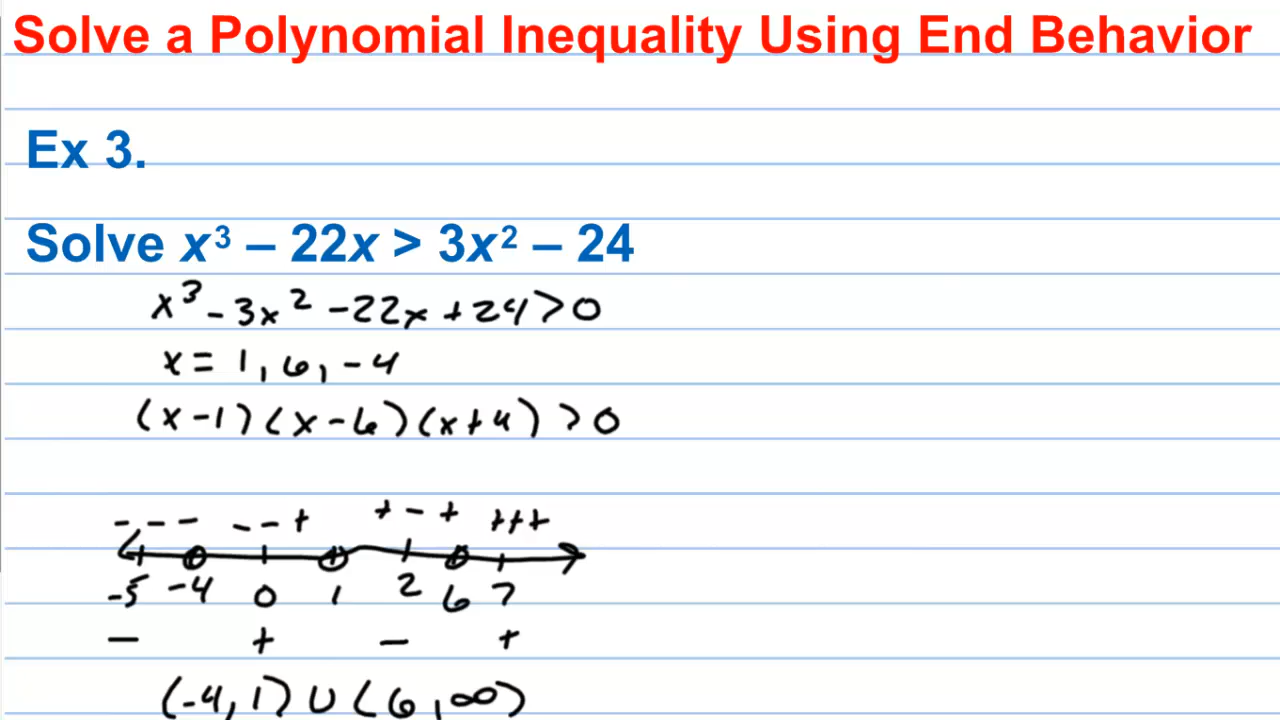 Solve a Polynomial Inequality Using End Behavior
Ex 3.
Solve x³ – 22x > 3x² – 24
x³ - 3x² - 22x + 24 > 0
x = 1, 6, -4
(x - 1)(x - 6)(x + 4) > 0
- - - - - + + - + + + +
-5 -4 0 1 2 6 7
- + - +
(-4, 1) ∪ (6, ∞)